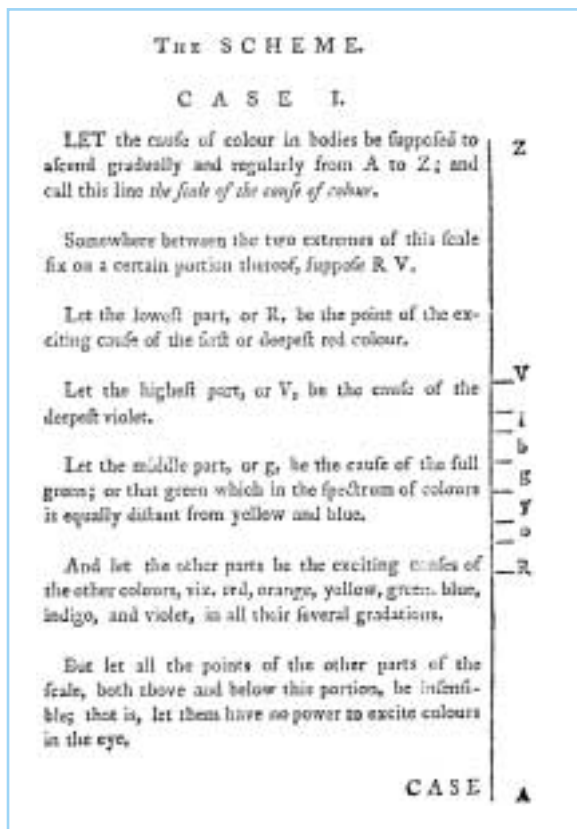 THE SCHEME.
CASE I.
LET the cauſe of colour in bodies be ſuppoſed to
aſcend gradually and regularly from A to Z; and
call this line the ſcale of the cauſe of colour.
Somewhere between the two extremes of this ſcale
fix on a certain portion thereof, ſuppoſe R V.
Let the loweſt part, or R, be the point of the ex-
citing cauſe of the firſt or deepeſt red colour.
Let the higheſt part, or V, be the cauſe of the
deepeſt violet.
Let the middle part, or g, be the cauſe of the full
green; or that green which in the ſpectrum of colours
is equally diſtant from yellow and blue.
And let the other parts be the exciting cauſes of
the other colours, viz. red, orange, yellow, green, blue,
indigo, and violet, in all their ſeveral gradations.
But let all the points of the other parts of the
ſcale, both above and below this portion, be inſenſi-
ble; that is, let them have no power to excite colours
in the eye.
CASE
Z
V
i
b
g
y
o
R
A